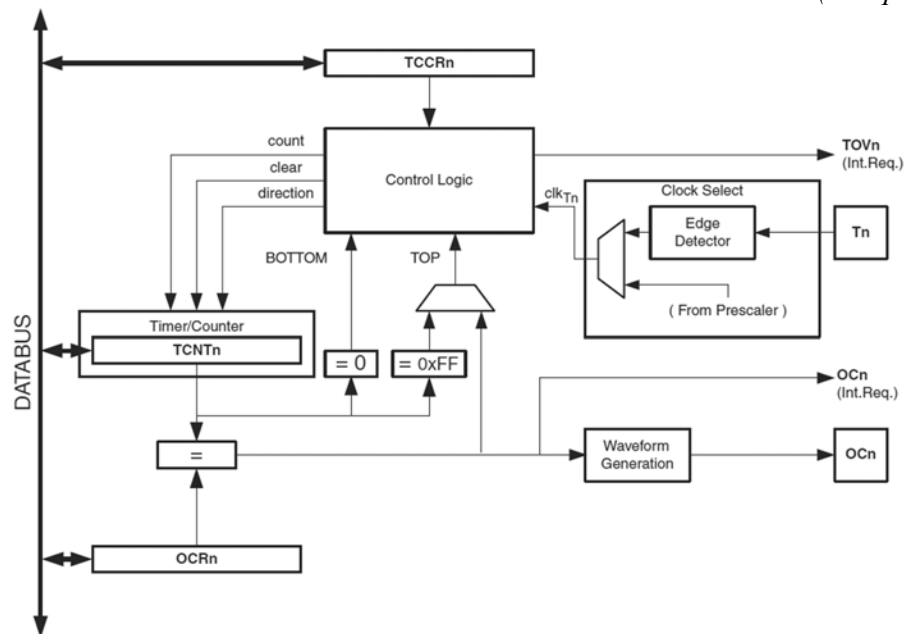 TCCRn
count
clear
direction
Control Logic
TOVn
(Int.Req.)
clkTn
Clock Select
Edge
Detector
Tn
( From Prescaler )
BOTTOM
TOP
Timer/Counter
TCNTn
= 0
= 0xFF
DATABUS
OCn
(Int.Req.)
=
Waveform
Generation
OCn
OCRn